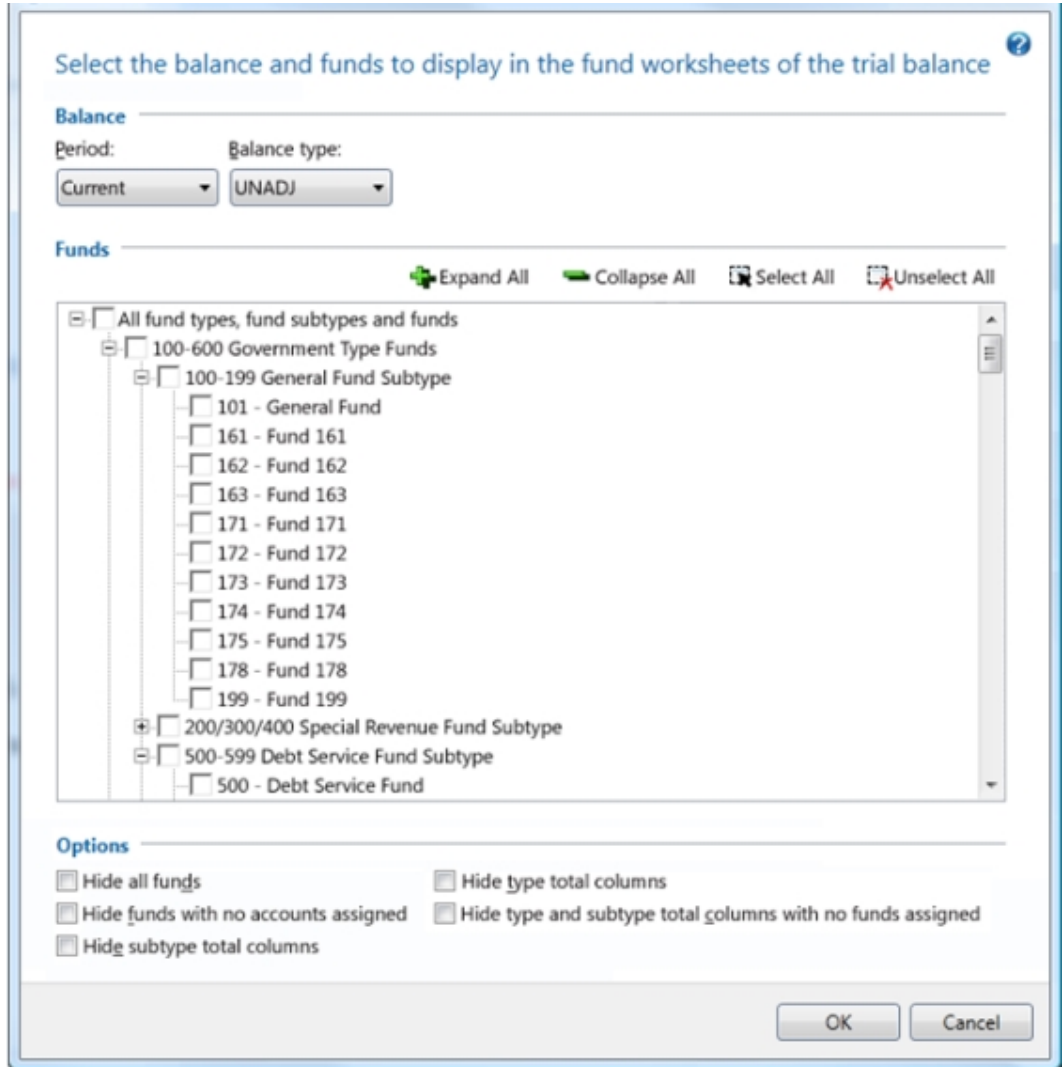 Select the balance and funds to display in the fund worksheets of the trial balance
Balance
Period: Balance type:
Current UNADJ
Funds
Expand All Collapse All Select All Unselect All
All fund types, fund subtypes and funds
100-600 Government Type Funds
100-199 General Fund Subtype
101 - General Fund
161 - Fund 161
162 - Fund 162
163 - Fund 163
171 - Fund 171
172 - Fund 172
173 - Fund 173
174 - Fund 174
175 - Fund 175
178 - Fund 178
199 - Fund 199
200/300/400 Special Revenue Fund Subtype
500-599 Debt Service Fund Subtype
500 - Debt Service Fund
Options
Hide all funds Hide type total columns
Hide funds with no accounts assigned Hide type and subtype total columns with no funds assigned
Hide subtype total columns
OK Cancel